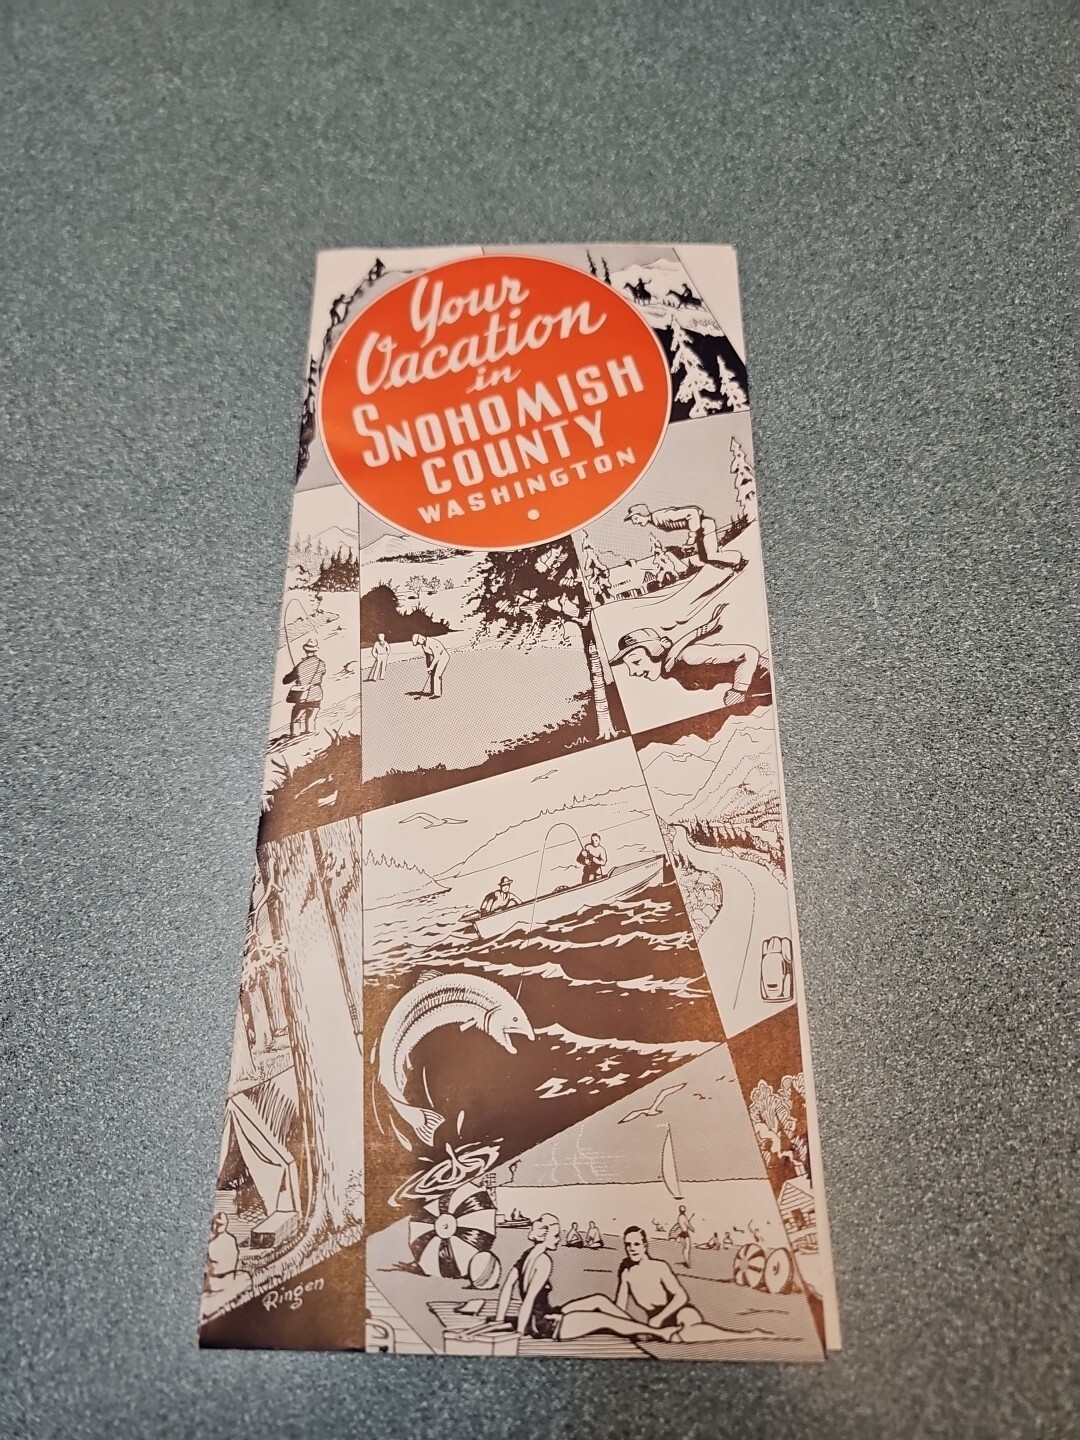 Your
Vacation
in
SNOHOMISH
COUNTY
WASHINGTON
Ringen